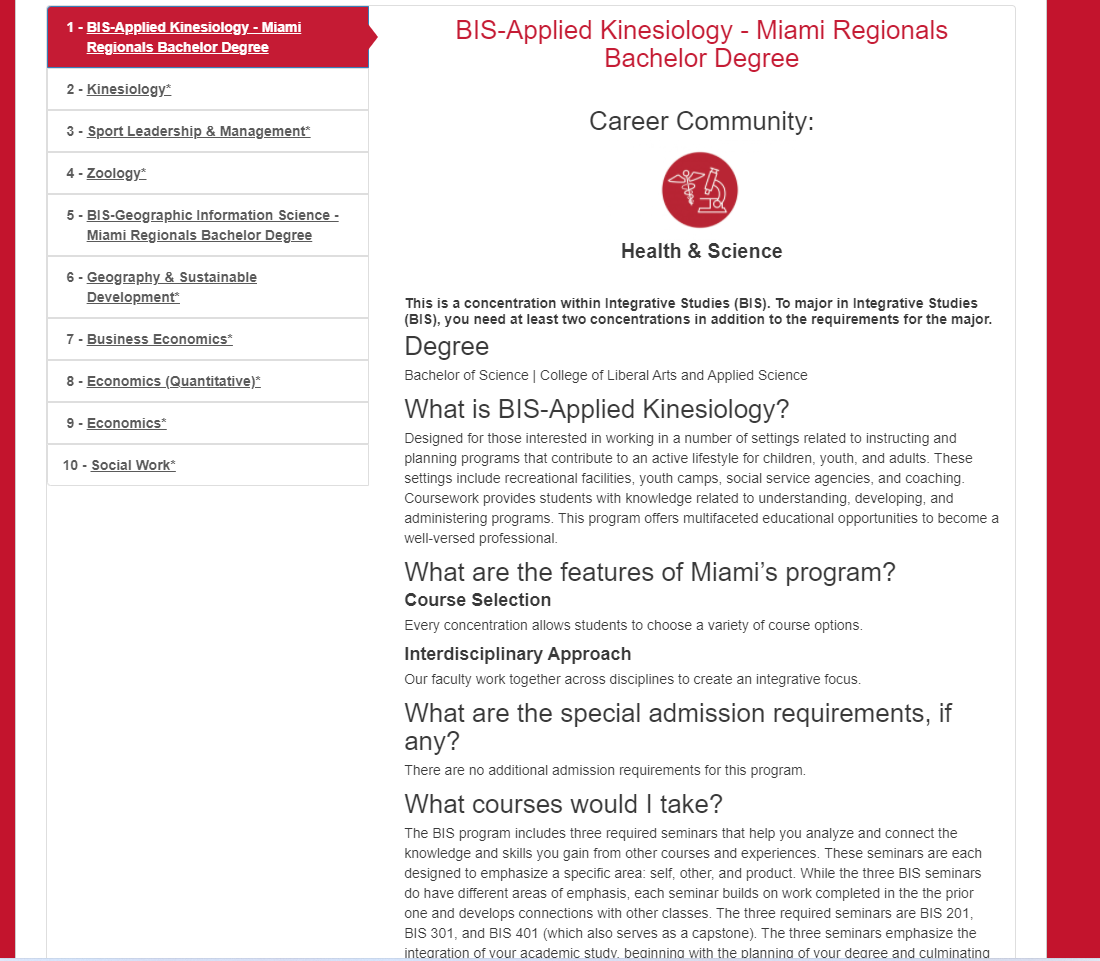 1 - BIS-Applied Kinesiology - Miami
Regionals Bachelor Degree
2 - Kinesiology*
3 - Sport Leadership & Management*
4 - Zoology*
5 - BIS-Geographic Information Science -
Miami Regionals Bachelor Degree
6 - Geography & Sustainable
Development*
7 - Business Economics*
8 - Economics (Quantitative)*
9 - Economics*
10 - Social Work*
BIS-Applied Kinesiology - Miami Regionals
Bachelor Degree
Career Community:
Health & Science
This is a concentration within Integrative Studies (BIS). To major in Integrative Studies
(BIS), you need at least two concentrations in addition to the requirements for the major.
Degree
Bachelor of Science | College of Liberal Arts and Applied Science
What is BIS-Applied Kinesiology?
Designed for those interested in working in a number of settings related to instructing and
planning programs that contribute to an active lifestyle for children, youth, and adults. These
settings include recreational facilities, youth camps, social service agencies, and coaching.
Coursework provides students with knowledge related to understanding, developing, and
administering programs. This program offers multifaceted educational opportunities to become a
well-versed professional.
What are the features of Miami’s program?
Course Selection
Every concentration allows students to choose a variety of course options.
Interdisciplinary Approach
Our faculty work together across disciplines to create an integrative focus.
What are the special admission requirements, if
any?
There are no additional admission requirements for this program.
What courses would I take?
The BIS program includes three required seminars that help you analyze and connect the
knowledge and skills you gain from other courses and experiences. These seminars are each
designed to emphasize a specific area: self, other, and product. While the three BIS seminars
do have different areas of emphasis, each seminar builds on work completed in the the prior
one and develops connections with other classes. The three required seminars are BIS 201,
BIS 301, and BIS 401 (which also serves as a capstone). The three seminars emphasize the
integration of your academic study, beginning with the planning of your degree and culminating